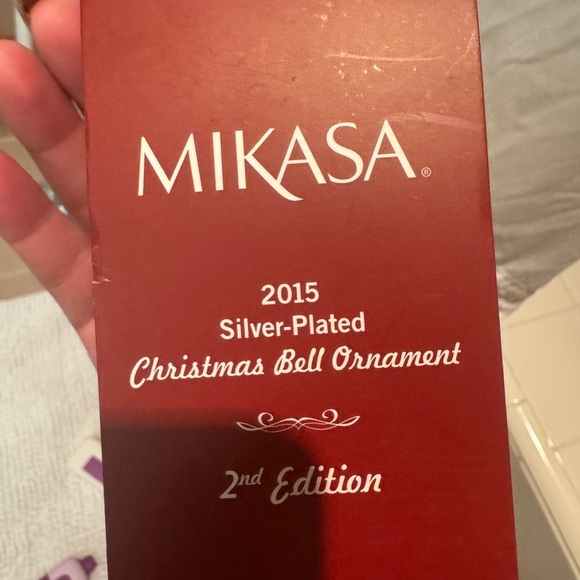 MIKASA®
2015
Silver-Plated
Christmas Bell Ornament
2nd Edition